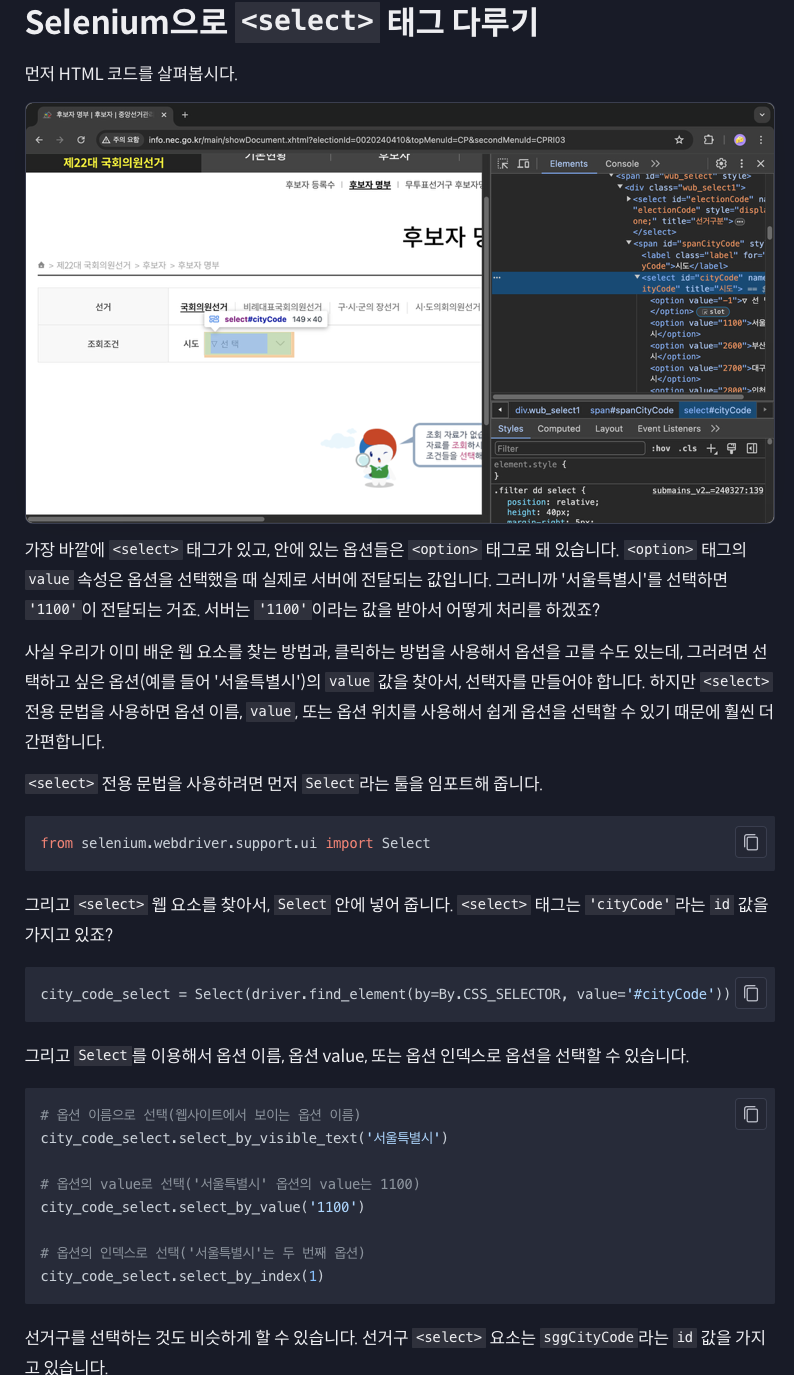 Selenium으로 <select> 태그 다루기
먼저 HTML 코드를 살펴봅시다.
후보자 명부 | 후보자 | 중앙선거관리
주의 요함 info.nec.go.kr/main/showDocument.xhtml?electionId=0020240410&topMenuId=CP&secondMenuId=CPRI03
제22대 국회의원선거 기본현황 후보자
후보자 등록수 | 후보자 명부 | 무투표선거구 후보자명
후보자 명
> 제22대 국회의원선거 > 후보자 > 후보자 명부
선거 국회의원선거 | 비례대표국회의원선거 | 구·시·군의 장선거 | 시·도의회의원선거
select#cityCode 149×40
조회조건 시도 ▽ 선 택
조회 자료가 없습
자료를 조회하시
조건들을 선택해
Elements Console
<span id="wub_select" style>
<div class="wub_select1">
<select id="electionCode" na
"electionCode" style="displa
one;" title="선거구분">
</select>
<span id="spanCityCode" sty
<label class="label" for="
yCode">시도</label>
<select id="cityCode" name
ityCode" title="시도"> ==
<option value="-1">▽ 선
</option> slot
<option value="1100">서울
시</option>
<option value="2600">부산
시</option>
<option value="2700">대구
시</option>
<option value="2800">인천
div.wub_select1 span#spanCityCode select#cityCode
Styles Computed Layout Event Listeners
Filter :hov .cls
element.style {
}
.filter dd select { submains_v2…=240327:139
position: relative;
height: 40px;
margin-right: 5px;
가장 바깥에 <select> 태그가 있고, 안에 있는 옵션들은 <option> 태그로 돼 있습니다. <option> 태그의
value 속성은 옵션을 선택했을 때 실제로 서버에 전달되는 값입니다. 그러니까 '서울특별시'를 선택하면
'1100'이 전달되는 거죠. 서버는 '1100'이라는 값을 받아서 어떻게 처리를 하겠죠?
사실 우리가 이미 배운 웹 요소를 찾는 방법과, 클릭하는 방법을 사용해서 옵션을 고를 수도 있는데, 그러려면 선
택하고 싶은 옵션(예를 들어 '서울특별시')의 value 값을 찾아서, 선택자를 만들어야 합니다. 하지만 <select>
전용 문법을 사용하면 옵션 이름, value, 또는 옵션 위치를 사용해서 쉽게 옵션을 선택할 수 있기 때문에 훨씬 더
간편합니다.
<select> 전용 문법을 사용하려면 먼저 Select라는 툴을 임포트해 줍니다.
from selenium.webdriver.support.ui import Select
그리고 <select> 웹 요소를 찾아서, Select 안에 넣어 줍니다. <select> 태그는 'cityCode'라는 id 값을
가지고 있죠?
city_code_select = Select(driver.find_element(by=By.CSS_SELECTOR, value='#cityCode'))
그리고 Select를 이용해서 옵션 이름, 옵션 value, 또는 옵션 인덱스로 옵션을 선택할 수 있습니다.
# 옵션 이름으로 선택(웹사이트에서 보이는 옵션 이름)
city_code_select.select_by_visible_text('서울특별시')
# 옵션의 value로 선택('서울특별시' 옵션의 value는 1100)
city_code_select.select_by_value('1100')
# 옵션의 인덱스로 선택('서울특별시'는 두 번째 옵션)
city_code_select.select_by_index(1)
선거구를 선택하는 것도 비슷하게 할 수 있습니다. 선거구 <select> 요소는 sggCityCode라는 id 값을 가지
고 있습니다.